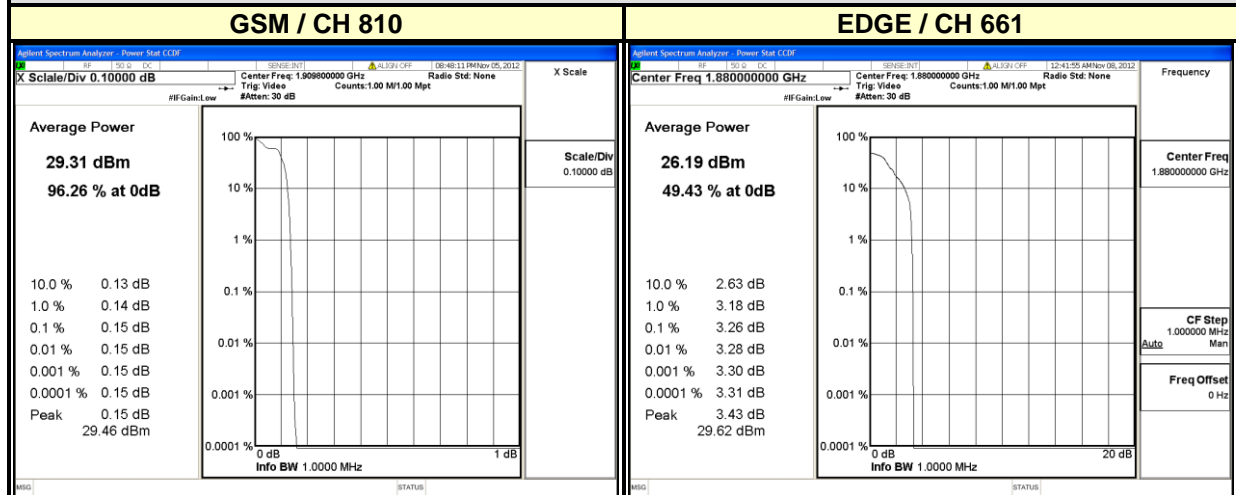 GSM / CH 810
Agilent Spectrum Analyzer - Power Stat CCDF
RF 50 Ω DC SENSE:INT ALIGN OFF 08:48:11 PM Nov 05, 2012
X Sclale/Div 0.10000 dB
Center Freq: 1.909800000 GHz Radio Std: None
Trig: Video Counts:1.00 M/1.00 Mpt
#IFGain:Low #Atten: 30 dB
X Scale
Scale/Div
0.10000 dB
Average Power
29.31 dBm
96.26 % at 0dB
10.0 % 0.13 dB
1.0 % 0.14 dB
0.1 % 0.15 dB
0.01 % 0.15 dB
0.001 % 0.15 dB
0.0001 % 0.15 dB
Peak 0.15 dB
29.46 dBm
100 %
10 %
1 %
0.1 %
0.01 %
0.001 %
0.0001 %
0 dB 1 dB
Info BW 1.0000 MHz
MSG STATUS
EDGE / CH 661
Agilent Spectrum Analyzer - Power Stat CCDF
RF 50 Ω DC SENSE:INT ALIGN OFF 12:41:55 AM Nov 08, 2012
Center Freq 1.880000000 GHz
Center Freq: 1.880000000 GHz Radio Std: None
Trig: Video Counts:1.00 M/1.00 Mpt
#IFGain:Low #Atten: 30 dB
Frequency
Center Freq
1.880000000 GHz
CF Step
1.000000 MHz
Auto Man
Freq Offset
0 Hz
Average Power
26.19 dBm
49.43 % at 0dB
10.0 % 2.63 dB
1.0 % 3.18 dB
0.1 % 3.26 dB
0.01 % 3.28 dB
0.001 % 3.30 dB
0.0001 % 3.31 dB
Peak 3.43 dB
29.62 dBm
100 %
10 %
1 %
0.1 %
0.01 %
0.001 %
0.0001 %
0 dB 20 dB
Info BW 1.0000 MHz
MSG STATUS